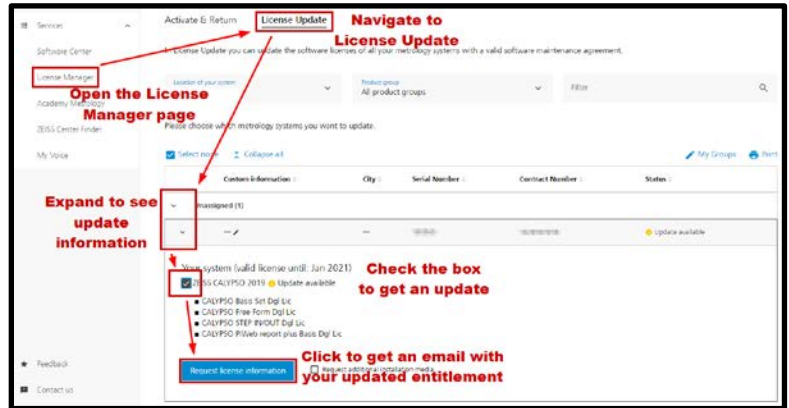 Services
Software Center
License Manager
Academy Metrology
ZEISS Center Finder
My Voice
Feedback
Contact us
Activate & Return
License Update
Navigate to
License Update
In License Update you can update the software licenses of all your metrology systems with a valid software maintenance agreement.
Open the License
Manager page
Location of your system
Product group
All product groups
Filter
Please choose which metrology systems you want to update.
Select none
Collapse all
My Groups
Print
Custom information
City
Serial Number
Contract Number
Status
Expand to see
update
information
Unassigned (1)
—
—
Update available
Your system (valid license until: Jan 2021)
ZEISS CALYPSO 2019 Update available
Check the box
to get an update
CALYPSO Basis Set Dgl Lic
CALYPSO Free Form Dgl Lic
CALYPSO STEP IN/OUT Dgl Lic
CALYPSO PiWeb report plus Basis Dgl Lic
Request license information
Request additional installation media
Click to get an email with
your updated entitlement